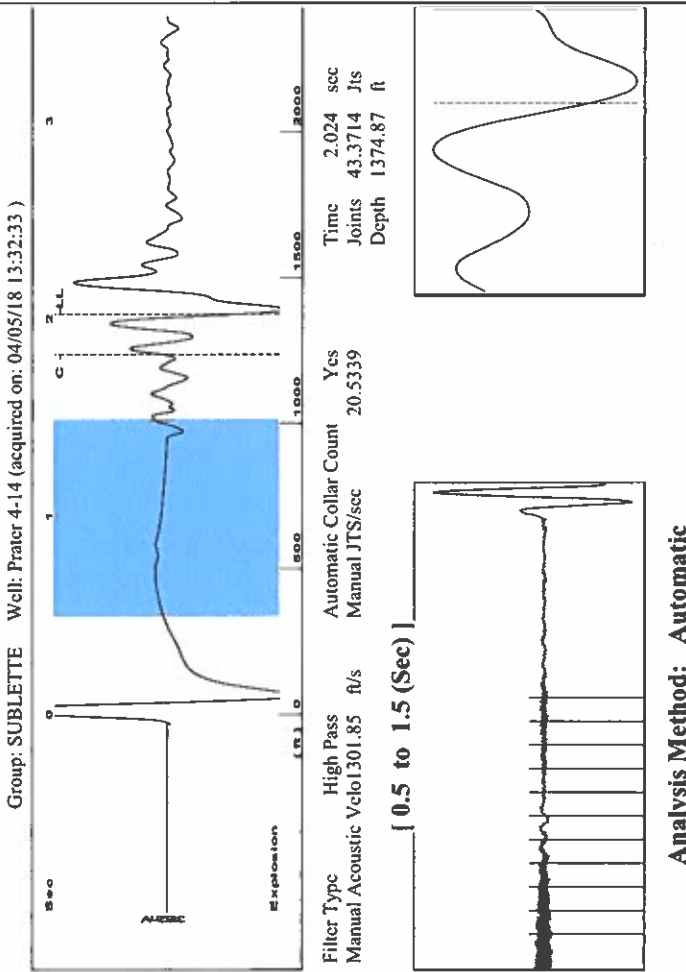 Group: SUBLETTE Well: Prater 4-14 (acquired on: 04/05/18 13:32:33 )
Sec 0 1 2 3
C LL
Explosion
(ft) 0 500 1000 1500 2000
Filter Type High Pass Automatic Collar Count Yes Time 2.024 sec
Manual Acoustic Velo1301.85 ft/s Manual JTS/sec 20.5339 Joints 43.3714 Jts
Depth 1374.87 ft
[ 0.5 to 1.5 (Sec) ]
Analysis Method: Automatic